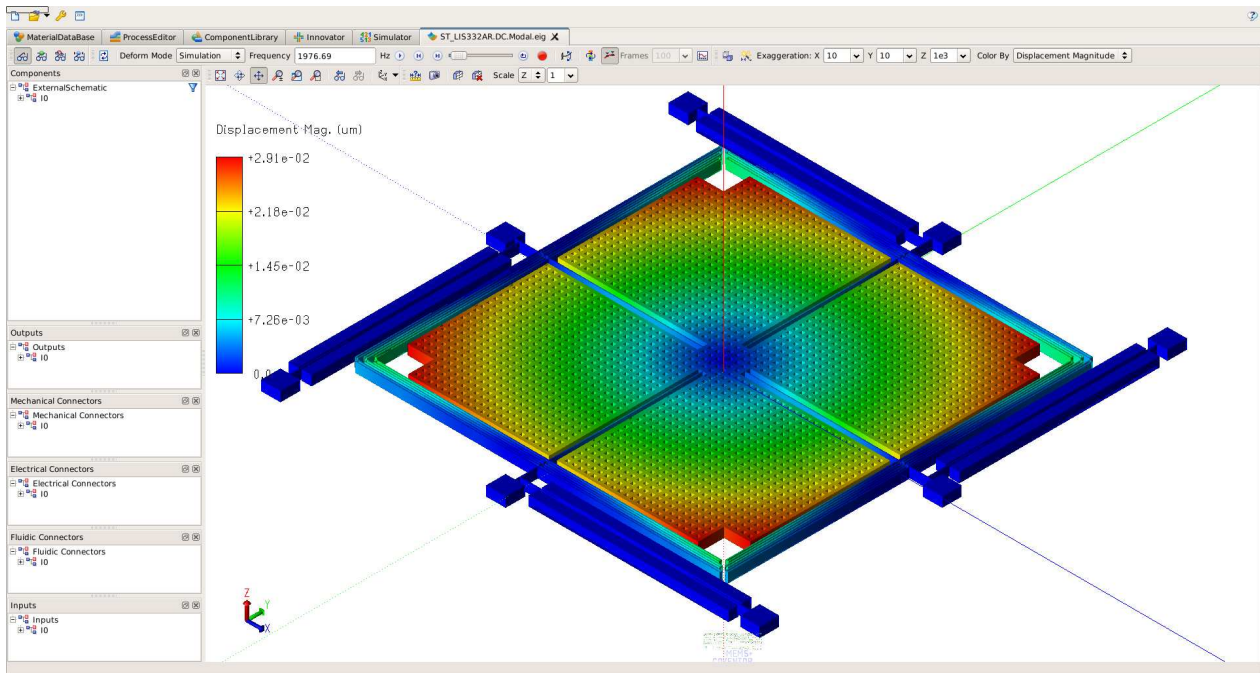 MaterialDataBase ProcessEditor ComponentLibrary Innovator Simulator ST_LIS332AR.DC.Modal.eig
Deform Mode Simulation Frequency 1976.69 Hz Frames 100 Exaggeration: X 10 Y 10 Z 1e3 Color By Displacement Magnitude
Components
Scale Z 1
ExternalSchematic
I0
Displacement Mag. (um)
+2.91e-02
+2.18e-02
+1.45e-02
+7.26e-03
Outputs
Outputs
I0
Mechanical Connectors
Mechanical Connectors
I0
Electrical Connectors
Electrical Connectors
I0
Fluidic Connectors
Fluidic Connectors
I0
Inputs
Inputs
I0
Z
Y
X
MEMS+